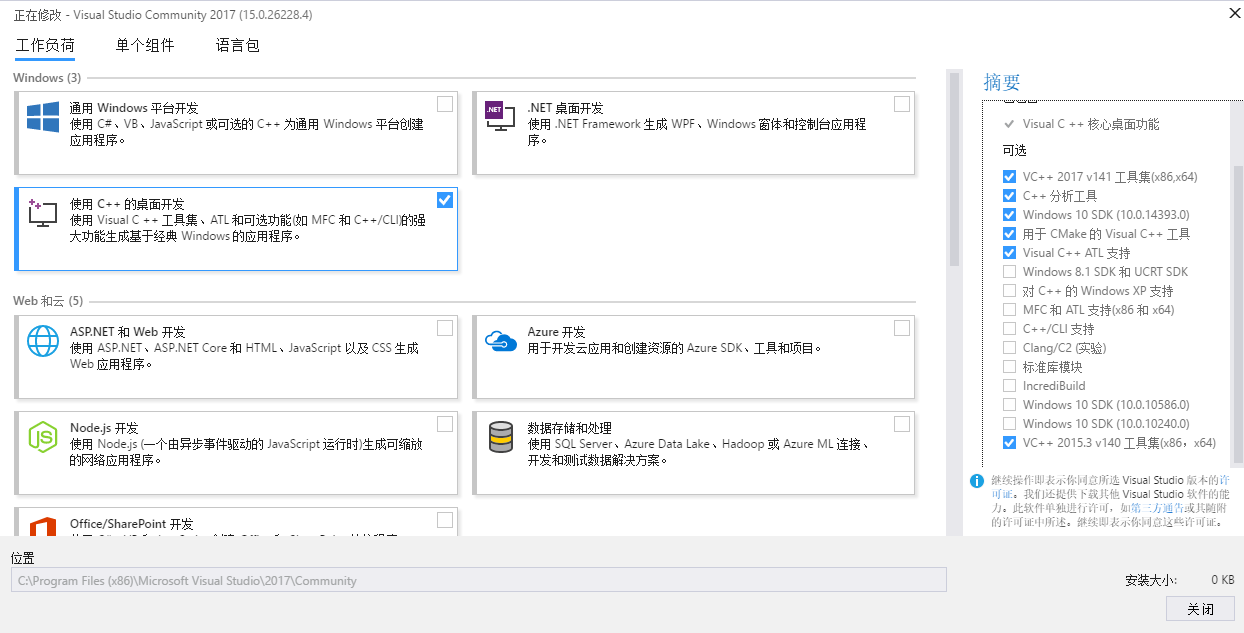 正在修改 - Visual Studio Community 2017 (15.0.26228.4)
工作负荷
单个组件
语言包
Windows (3)
通用 Windows 平台开发
使用 C#、VB、JavaScript 或可选的 C++ 为通用 Windows 平台创建
应用程序。
.NET
.NET 桌面开发
使用 .NET Framework 生成 WPF、Windows 窗体和控制台应用程
序。
使用 C++ 的桌面开发
使用 Visual C ++ 工具集、ATL 和可选功能(如 MFC 和 C++/CLI)的强
大功能生成基于经典 Windows 的应用程序。
Web 和云 (5)
ASP.NET 和 Web 开发
使用 ASP.NET、ASP.NET Core 和 HTML、JavaScript 以及 CSS 生成
Web 应用程序。
Azure 开发
用于开发云应用和创建资源的 Azure SDK、工具和项目。
JS
Node.js 开发
使用 Node.js (一个由异步事件驱动的 JavaScript 运行时)生成可缩放
的网络应用程序。
数据存储和处理
使用 SQL Server、Azure Data Lake、Hadoop 或 Azure ML 连接、
开发和测试数据解决方案。
Office/SharePoint 开发
摘要
Visual C ++ 核心桌面功能
可选
VC++ 2017 v141 工具集(x86,x64)
C++ 分析工具
Windows 10 SDK (10.0.14393.0)
用于 CMake 的 Visual C++ 工具
Visual C++ ATL 支持
Windows 8.1 SDK 和 UCRT SDK
对 C++ 的 Windows XP 支持
MFC 和 ATL 支持(x86 和 x64)
C++/CLI 支持
Clang/C2 (实验)
标准库模块
IncrediBuild
Windows 10 SDK (10.0.10586.0)
Windows 10 SDK (10.0.10240.0)
VC++ 2015.3 v140 工具集(x86，x64)
继续操作即表示你同意所选 Visual Studio 版本的许
可证。我们还提供下载其他 Visual Studio 软件的能
力。此软件单独进行许可，如第三方通告或其随附
的许可证中所述。继续即表示你同意这些许可证。
位置
C:\Program Files (x86)\Microsoft Visual Studio\2017\Community
安装大小: 0 KB
关闭